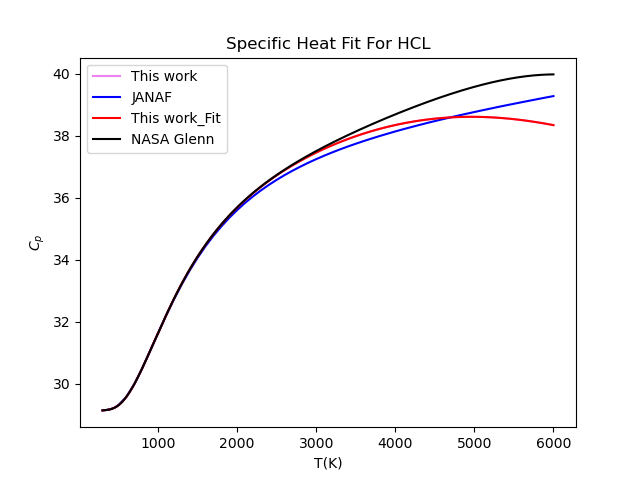 Specific Heat Fit For HCL
This work
JANAF
This work_Fit
NASA Glenn
40
38
36
34
32
30
C_p
1000 2000 3000 4000 5000 6000
T(K)